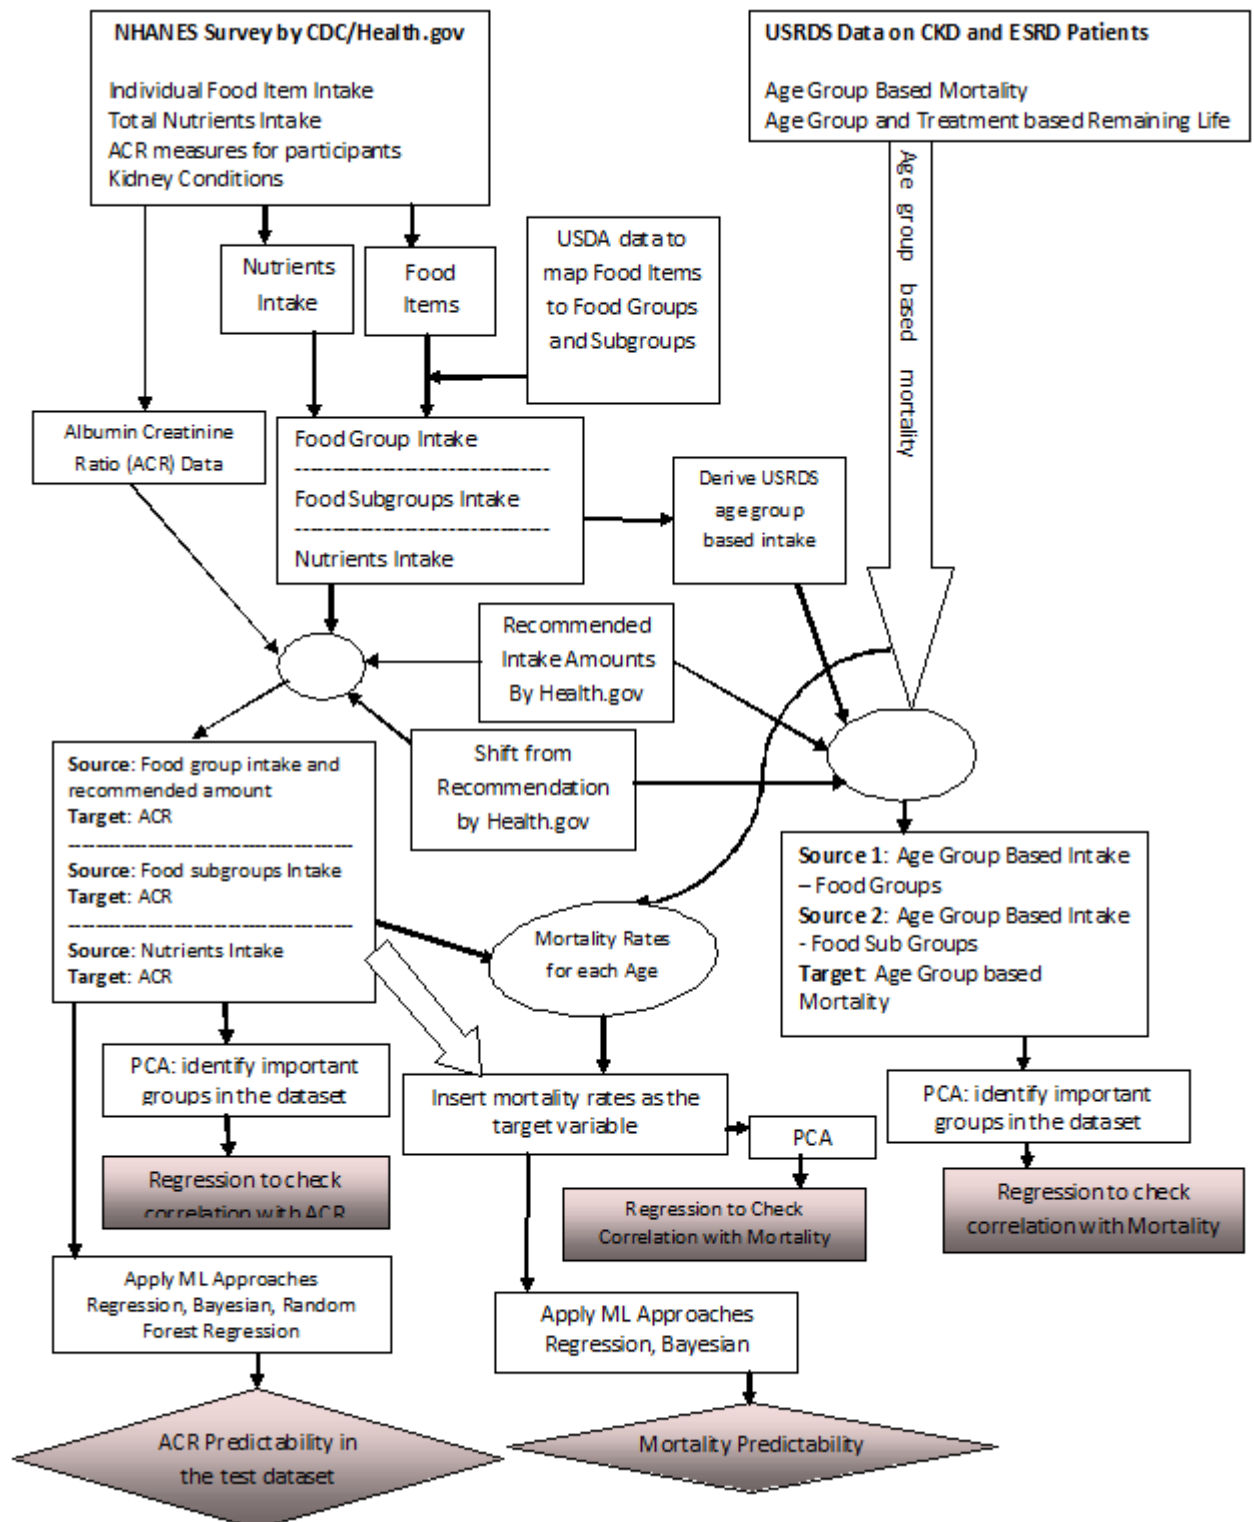 NHANES Survey by CDC/Health.gov
Individual Food Item Intake
Total Nutrients Intake
ACR measures for participants
Kidney Conditions
USRDS Data on CKD and ESRD Patients
Age Group Based Mortality
Age Group and Treatment based Remaining Life
Age group based mortality
Nutrients
Intake
Food
Items
USDA data to
map Food Items
to Food Groups
and Subgroups
Albumin Creatinine
Ratio (ACR) Data
Food Group Intake
------------------------------------
Food Subgroups Intake
------------------------------------
Nutrients Intake
Derive USRDS
age group
based intake
Recommended
Intake Amounts
By Health.gov
Shift from
Recommendation
by Health.gov
Source: Food group intake and
recommended amount
Target: ACR
------------------------------------------------
Source: Food subgroups Intake
Target: ACR
------------------------------------------------
Source: Nutrients Intake
Target: ACR
Mortality Rates
for each Age
Source 1: Age Group Based Intake
– Food Groups
Source 2: Age Group Based Intake
- Food Sub Groups
Target: Age Group based
Mortality
PCA: identify important
groups in the dataset
Regression to check
correlation with ACR
Insert mortality rates as the
target variable
PCA
Regression to Check
Correlation with Mortality
PCA: identify important
groups in the dataset
Regression to check
correlation with Mortality
Apply ML Approaches
Regression, Bayesian, Random
Forest Regression
Apply ML Approaches
Regression, Bayesian
ACR Predictability in
the test dataset
Mortality Predictability